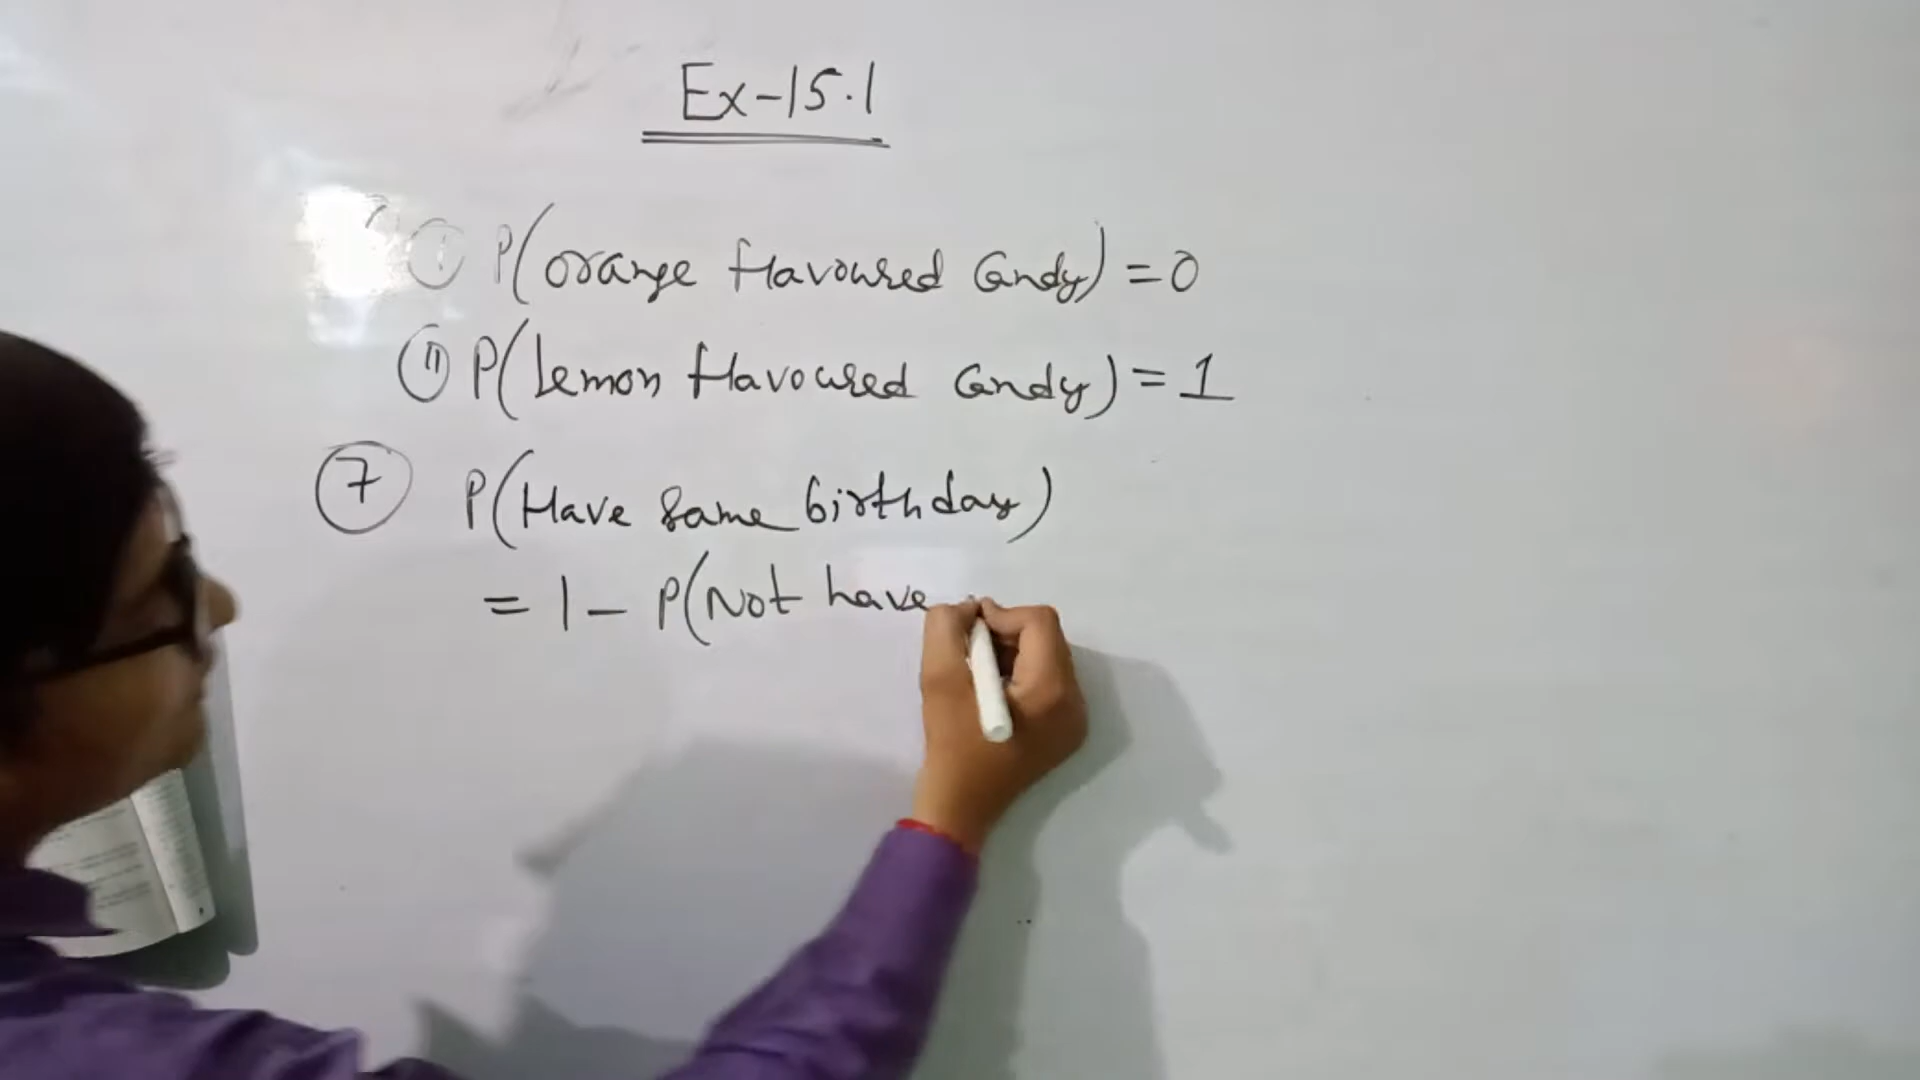 Ex-15.1
(i) P(orange flavoured Candy) = 0
(ii) P(Lemon flavoured Candy) = 1
(7) P(Have same birthday)
= 1 - P(Not have